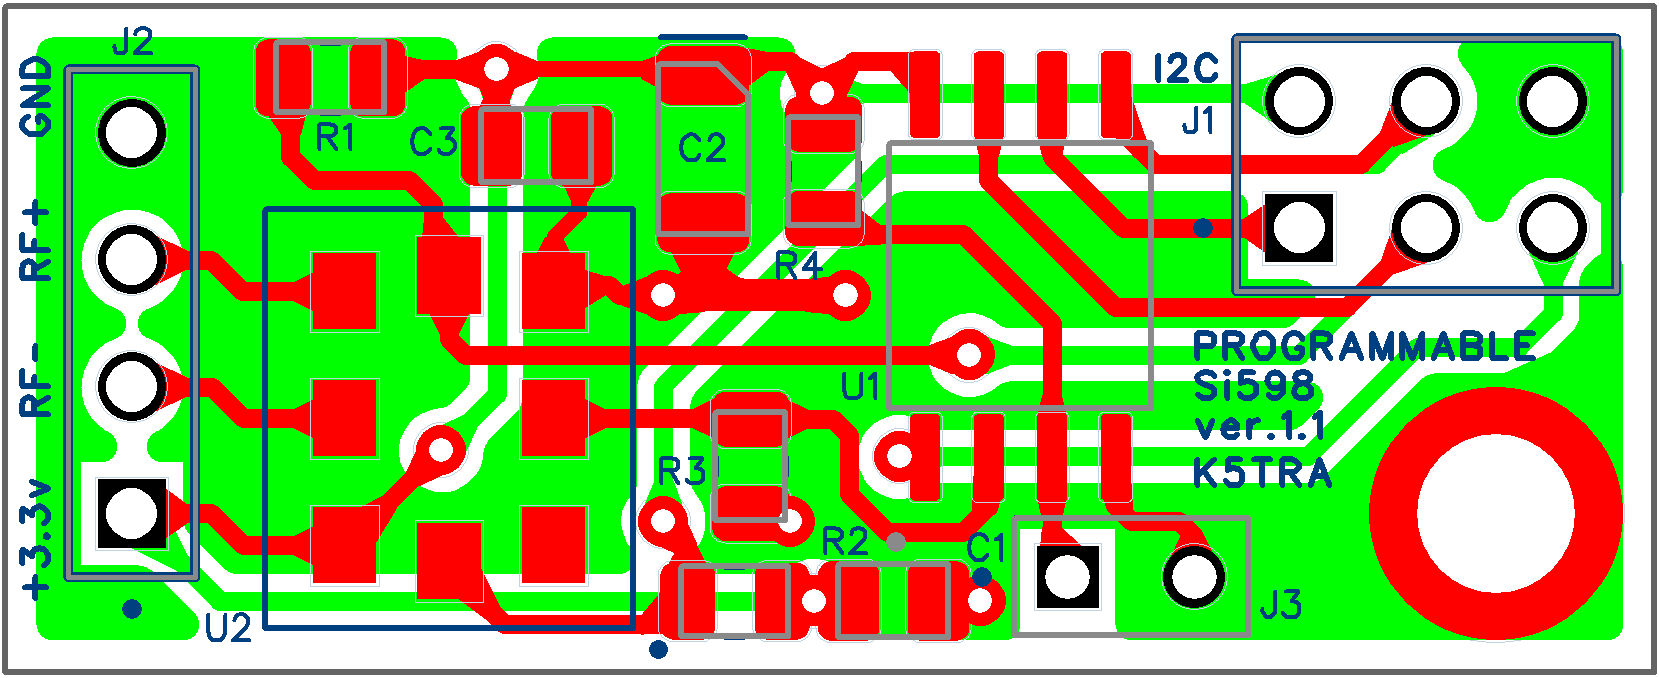 J2
GND
RF+
RF-
+3.3v
R1
C3
C2
R4
I2C
J1
U1
PROGRAMMABLE
Si598
ver.1.1
K5TRA
R3
R2
C1
J3
U2